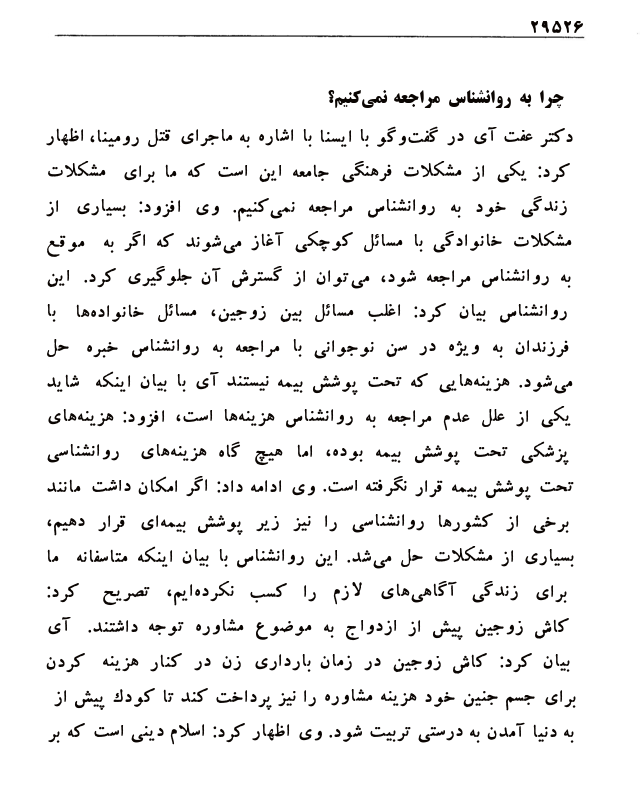 ۲۹۵۲۶
چرا به روانشناس مراجعه نمی‌کنیم؟
دکتر عفت آی در گفت‌وگو با ایسنا با اشاره به ماجرای قتل رومینا، اظهار
کرد: یکی از مشکلات فرهنگی جامعه این است که ما برای مشکلات
زندگی خود به روانشناس مراجعه نمی‌کنیم. وی افزود: بسیاری از
مشکلات خانوادگی با مسائل کوچکی آغاز می‌شوند که اگر به موقع
به روانشناس مراجعه شود، می‌توان از گسترش آن جلوگیری کرد. این
روانشناس بیان کرد: اغلب مسائل بین زوجین، مسائل خانواده‌ها با
فرزندان به ویژه در سن نوجوانی با مراجعه به روانشناس خبره حل
می‌شود. هزینه‌هایی که تحت پوشش بیمه نیستند آی با بیان اینکه شاید
یکی از علل عدم مراجعه به روانشناس هزینه‌ها است، افزود: هزینه‌های
پزشکی تحت پوشش بیمه بوده، اما هیچ گاه هزینه‌های روانشناسی
تحت پوشش بیمه قرار نگرفته است. وی ادامه داد: اگر امکان داشت مانند
برخی از کشورها روانشناسی را نیز زیر پوشش بیمه‌ای قرار دهیم،
بسیاری از مشکلات حل می‌شد. این روانشناس با بیان اینکه متاسفانه ما
برای زندگی آگاهی‌های لازم را کسب نکرده‌ایم، تصریح کرد:
کاش زوجین پیش از ازدواج به موضوع مشاوره توجه داشتند. آی
بیان کرد: کاش زوجین در زمان بارداری زن در کنار هزینه کردن
برای جسم جنین خود هزینه مشاوره را نیز پرداخت کند تا کودك پیش از
به دنیا آمدن به درستی تربیت شود. وی اظهار کرد: اسلام دینی است که بر